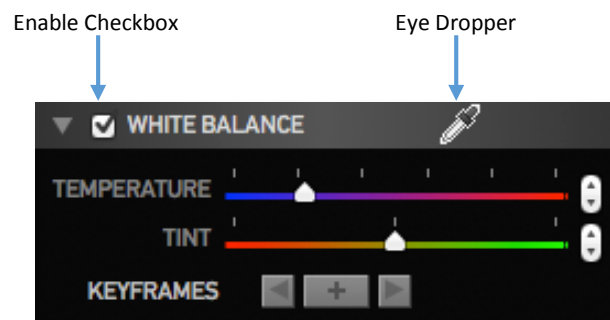 Enable Checkbox Eye Dropper
WHITE BALANCE
TEMPERATURE
TINT
KEYFRAMES